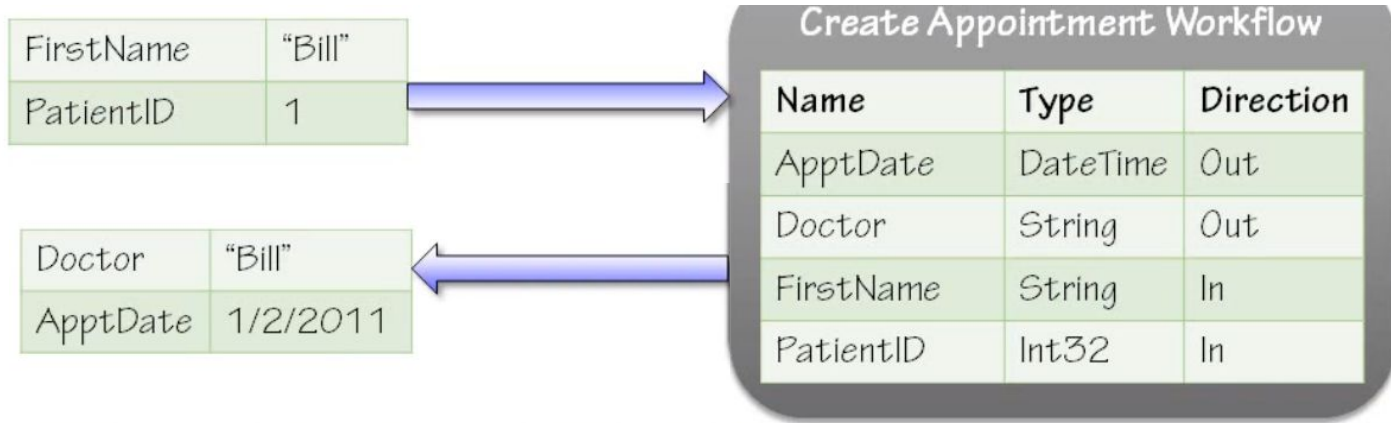 FirstName "Bill"
PatientID 1
Doctor “Bill”
ApptDate 1/2/2011
Create Appointment Workflow
Name Type Direction
ApptDate DateTime Out
Doctor String Out
FirstName String In
PatientID Int32 In